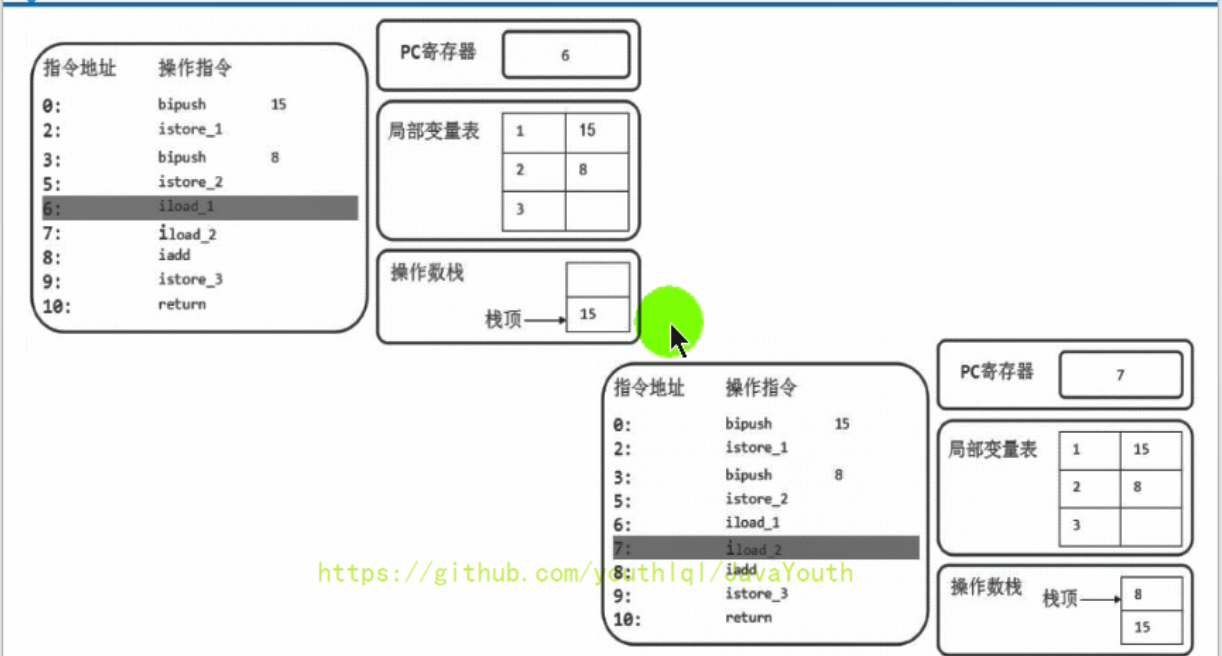 指令地址 操作指令
0: bipush 15
2: istore_1
3: bipush 8
5: istore_2
6: iload_1
7: iload_2
8: iadd
9: istore_3
10: return
PC寄存器 6
局部变量表
1 15
2 8
3
操作数栈
栈顶 15
指令地址 操作指令
0: bipush 15
2: istore_1
3: bipush 8
5: istore_2
6: iload_1
7: iload_2
8: iadd
9: istore_3
10: return
PC寄存器 7
局部变量表
1 15
2 8
3
操作数栈
栈顶 8
15
https://github.com/youthlql/JavaYouth